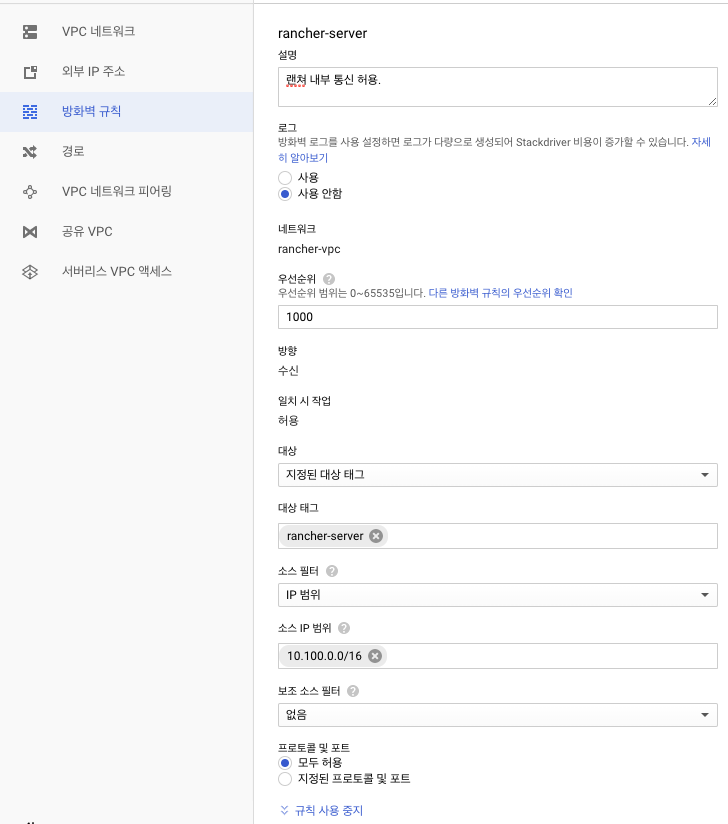 VPC 네트워크
외부 IP 주소
방화벽 규칙
경로
VPC 네트워크 피어링
공유 VPC
서버리스 VPC 액세스
rancher-server
설명
랜쳐 내부 통신 허용.
로그
방화벽 로그를 사용 설정하면 로그가 다량으로 생성되어 Stackdriver 비용이 증가할 수 있습니다. 자세
히 알아보기
사용
사용 안함
네트워크
rancher-vpc
우선순위
우선순위 범위는 0~65535입니다. 다른 방화벽 규칙의 우선순위 확인
1000
방향
수신
일치 시 작업
허용
대상
지정된 대상 태그
대상 태그
rancher-server
소스 필터
IP 범위
소스 IP 범위
10.100.0.0/16
보조 소스 필터
없음
프로토콜 및 포트
모두 허용
지정된 프로토콜 및 포트
규칙 사용 중지